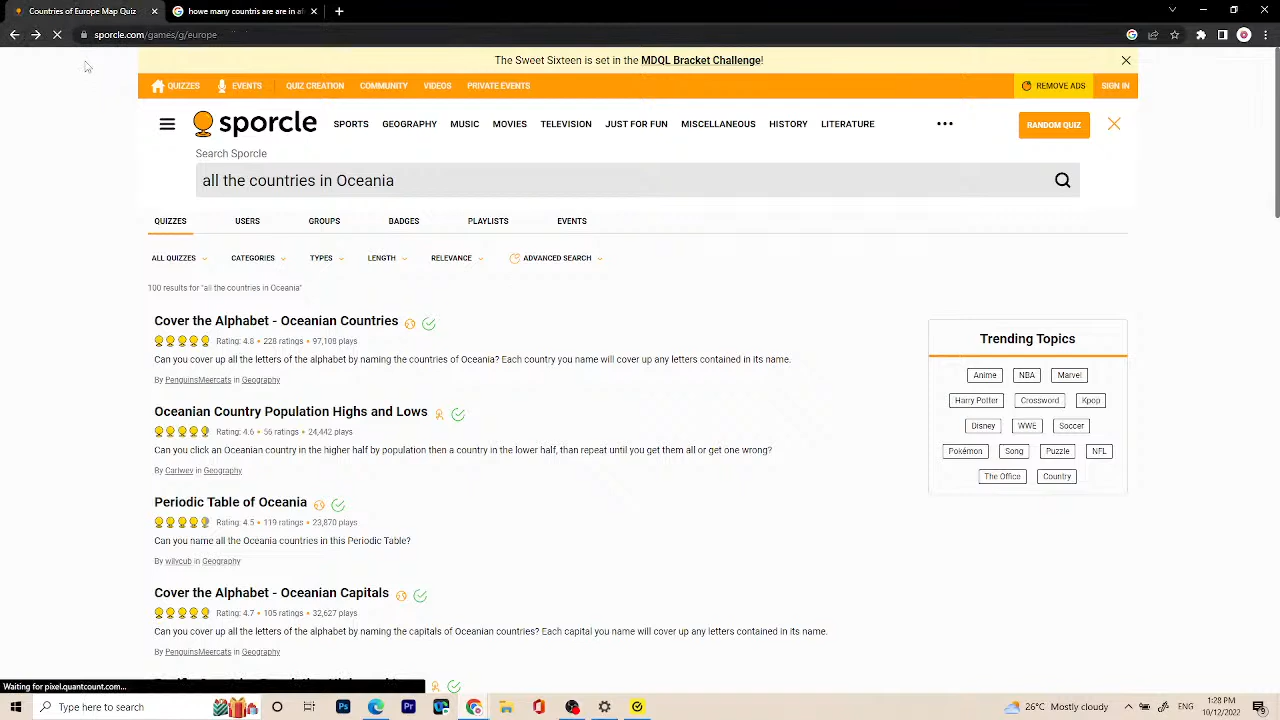 Countries of Europe Map Quiz
how many countris are in af
sporcle.com/games/g/europe
The Sweet Sixteen is set in the MDQL Bracket Challenge!
QUIZZES EVENTS QUIZ CREATION COMMUNITY VIDEOS PRIVATE EVENTS REMOVE ADS SIGN IN
sporcle SPORTS GEOGRAPHY MUSIC MOVIES TELEVISION JUST FOR FUN MISCELLANEOUS HISTORY LITERATURE RANDOM QUIZ
Search Sporcle
all the countries in Oceania
QUIZZES USERS GROUPS BADGES PLAYLISTS EVENTS
ALL QUIZZES CATEGORIES TYPES LENGTH RELEVANCE ADVANCED SEARCH
100 results for "all the countries in Oceania"
Cover the Alphabet - Oceanian Countries
Rating: 4.8 • 228 ratings • 97,108 plays
Can you cover up all the letters of the alphabet by naming the countries of Oceania? Each country you name will cover up any letters contained in its name.
By PenguinsMeercats in Geography
Oceanian Country Population Highs and Lows
Rating: 4.6 • 56 ratings • 24,442 plays
Can you click an Oceanian country in the higher half by population then a country in the lower half, than repeat until you get them all or get one wrong?
By Carlwev in Geography
Periodic Table of Oceania
Rating: 4.5 • 119 ratings • 23,870 plays
Can you name all the Oceania countries in this Periodic Table?
By wilycub in Geography
Cover the Alphabet - Oceanian Capitals
Rating: 4.7 • 105 ratings • 32,627 plays
Can you cover up all the letters of the alphabet by naming the capitals of Oceanian countries? Each capital you name will cover up any letters contained in its name.
By PenguinsMeercats in Geography
Trending Topics
Anime NBA Marvel
Harry Potter Crossword Kpop
Disney WWE Soccer
Pokémon Song Puzzle NFL
The Office Country
Waiting for pixel.quantcount.com...
Type here to search
Ps
Pr
26°C Mostly cloudy
ENG
1:28 PM
10/12/2022